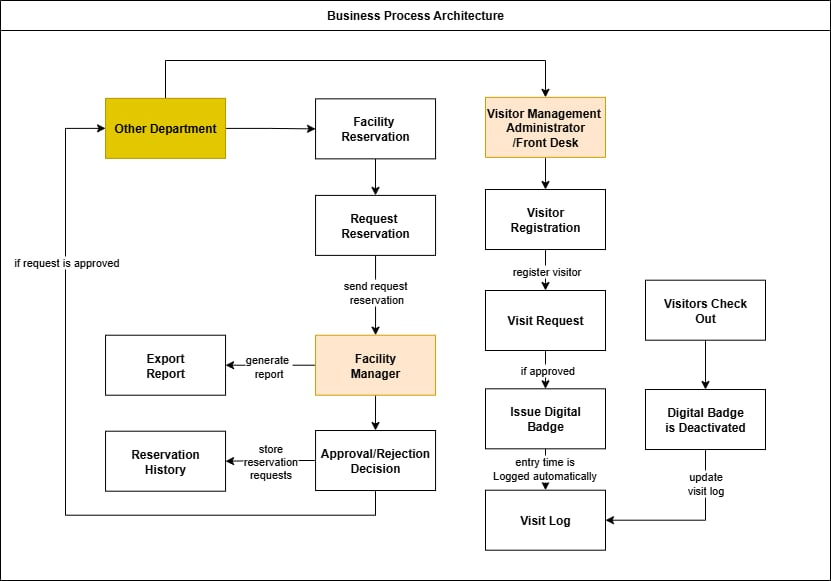 Business Process Architecture
Other Department
Facility
Reservation
Visitor Management
Administrator
/Front Desk
Request
Reservation
Visitor
Registration
if request is approved
send request
reservation
register visitor
Visit Request
Visitors Check
Out
Export
Report
generate
report
Facility
Manager
if approved
Issue Digital
Badge
Digital Badge
is Deactivated
Reservation
History
store
reservation
requests
Approval/Rejection
Decision
entry time is
Logged automatically
update
visit log
Visit Log